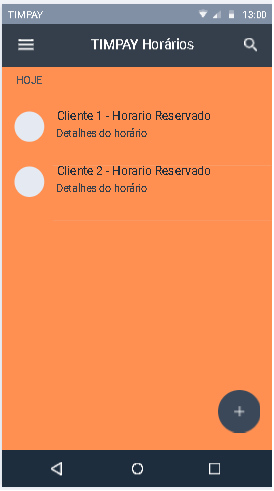 TIMPAY 13:00
TIMPAY Horários
HOJE
Cliente 1 - Horario Reservado
Detalhes do horário
Cliente 2 - Horario Reservado
Detalhes do horário
+